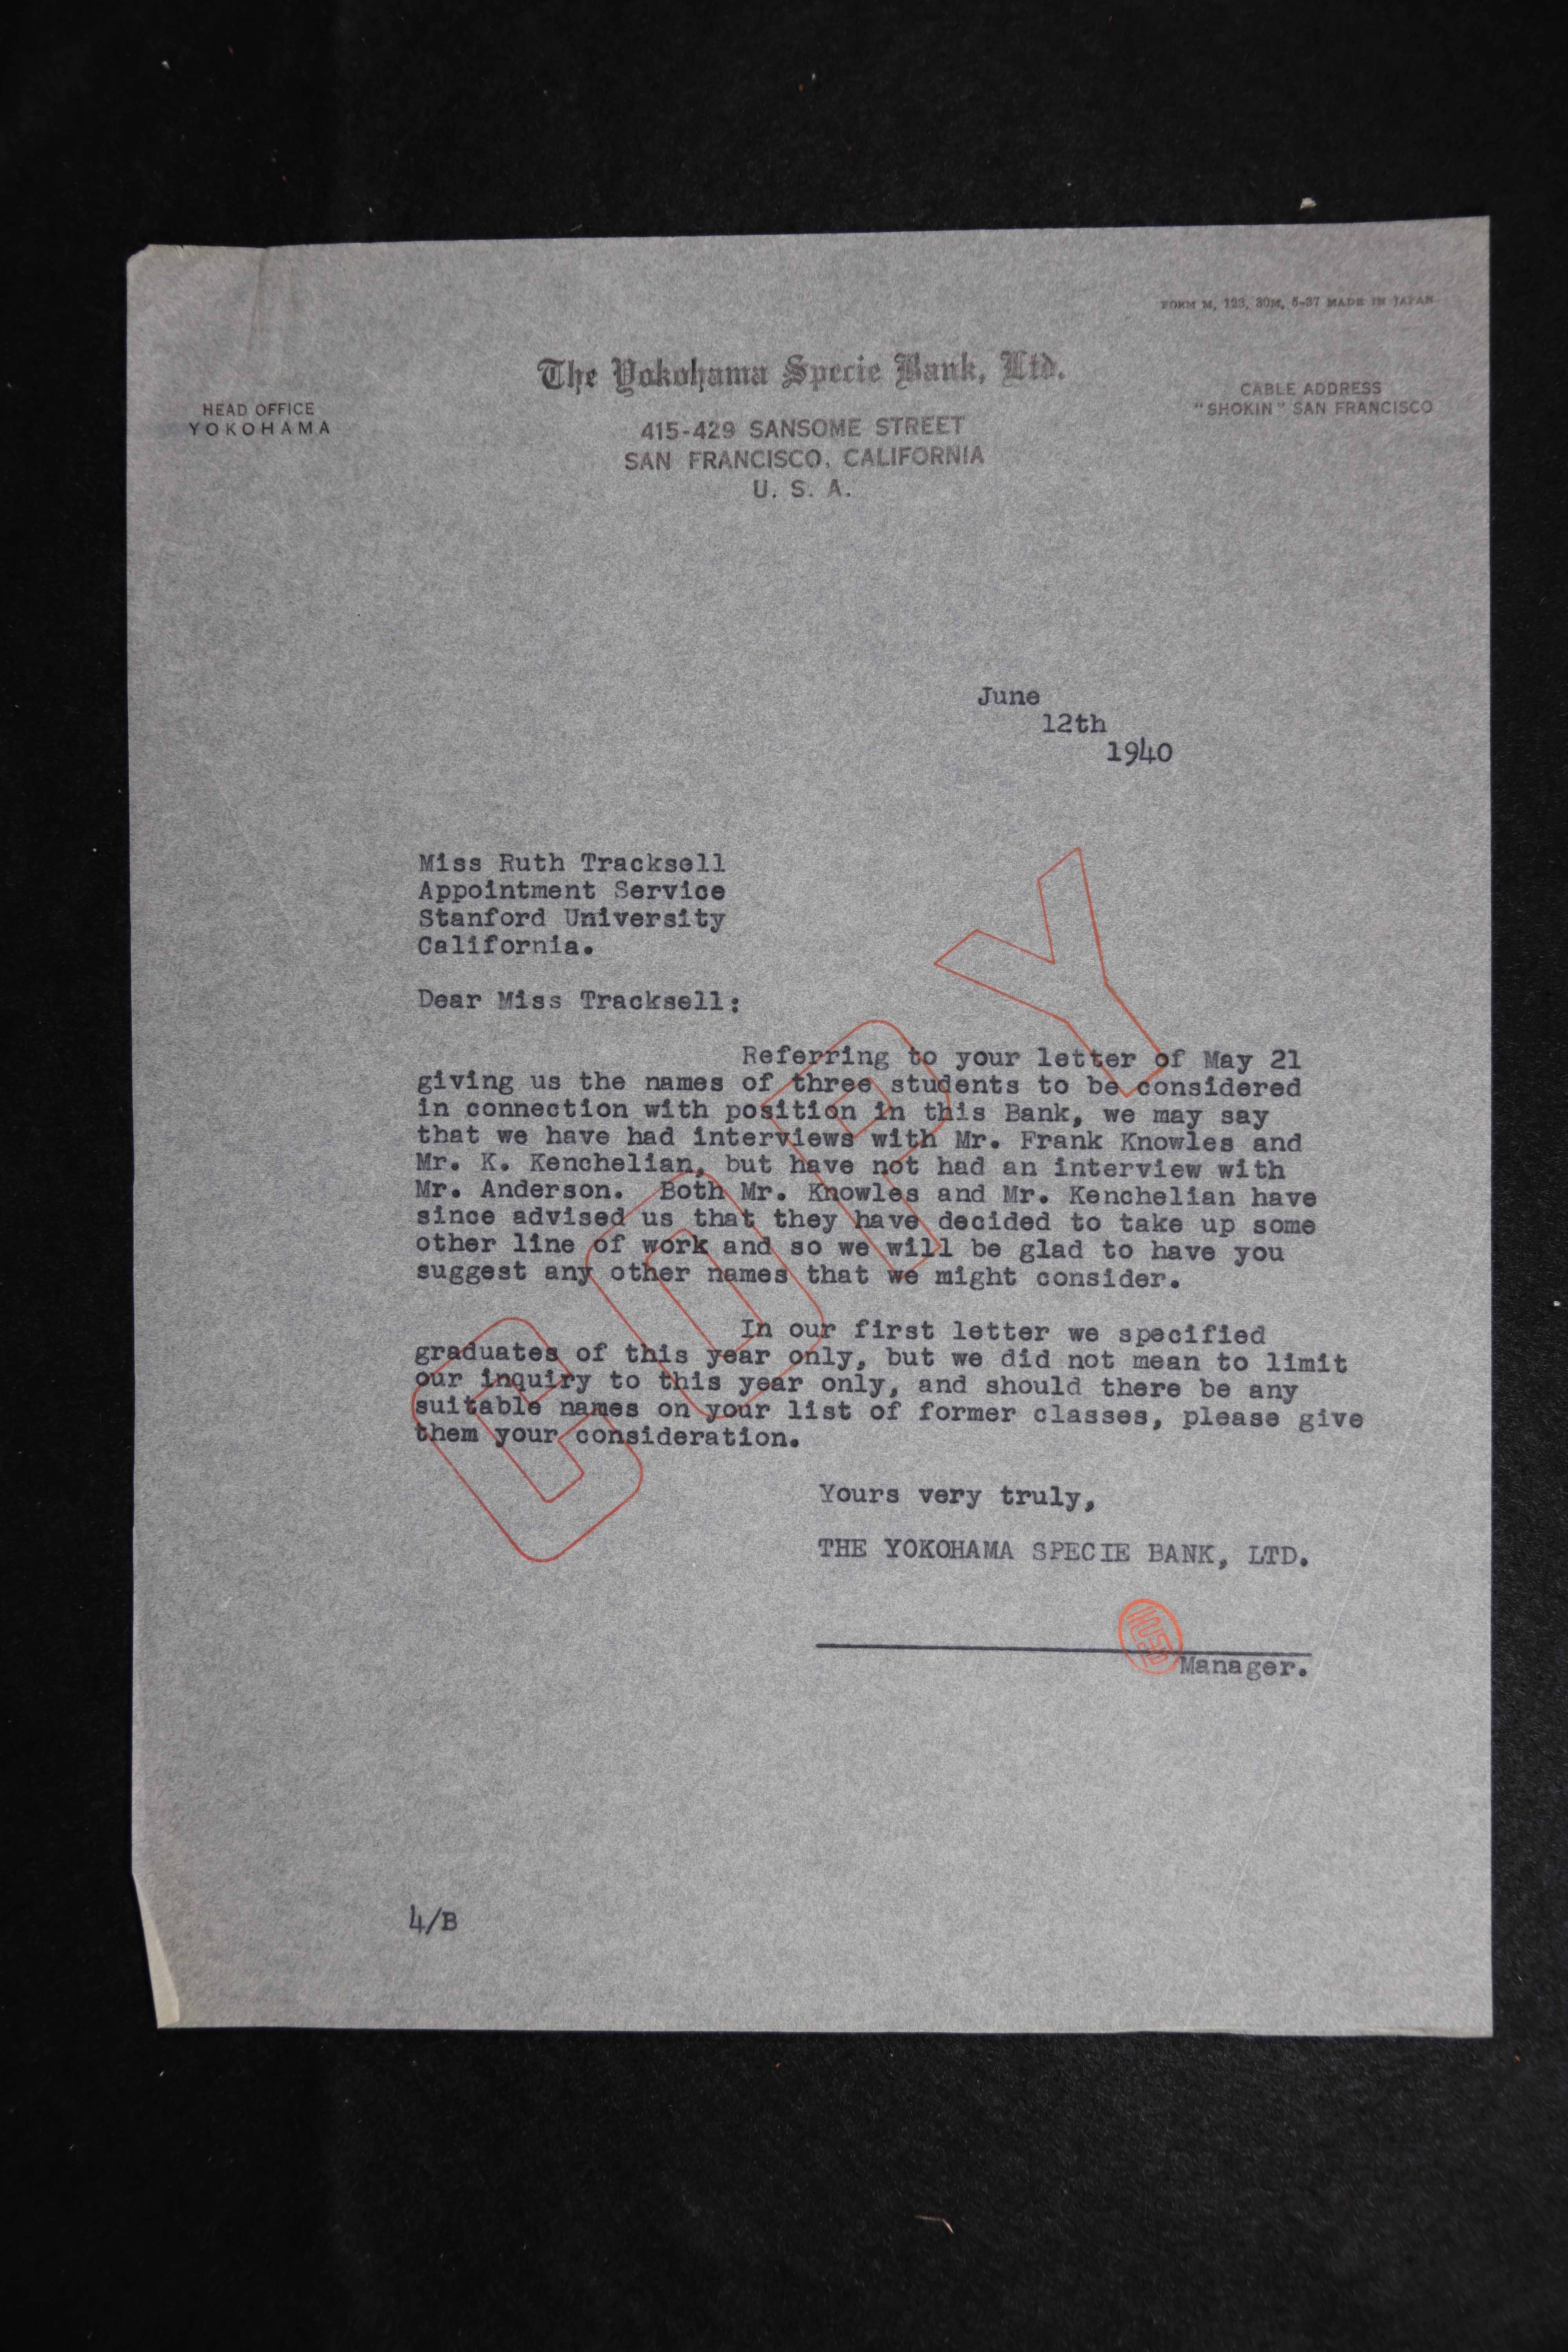 FORM M, 123, 30M, 5-37 MADE IN JAPAN
The Yokohama Specie Bank, Ltd.
HEAD OFFICE
YOKOHAMA
CABLE ADDRESS
"SHOKIN" SAN FRANCISCO
415-429 SANSOME STREET
SAN FRANCISCO, CALIFORNIA
U. S. A.
June
12th
1940
Miss Ruth Tracksell
Appointment Service
Stanford University
California.
Dear Miss Tracksell:
Referring to your letter of May 21
giving us the names of three students to be considered
in connection with position in this Bank, we may say
that we have had interviews with Mr. Frank Knowles and
Mr. K. Kenchelian, but have not had an interview with
Mr. Anderson. Both Mr. Knowles and Mr. Kenchelian have
since advised us that they have decided to take up some
other line of work and so we will be glad to have you
suggest any other names that we might consider.
In our first letter we specified
graduates of this year only, but we did not mean to limit
our inquiry to this year only, and should there be any
suitable names on your list of former classes, please give
them your consideration.
COPY
Yours very truly,
THE YOKOHAMA SPECIE BANK, LTD.
Manager.
4/B